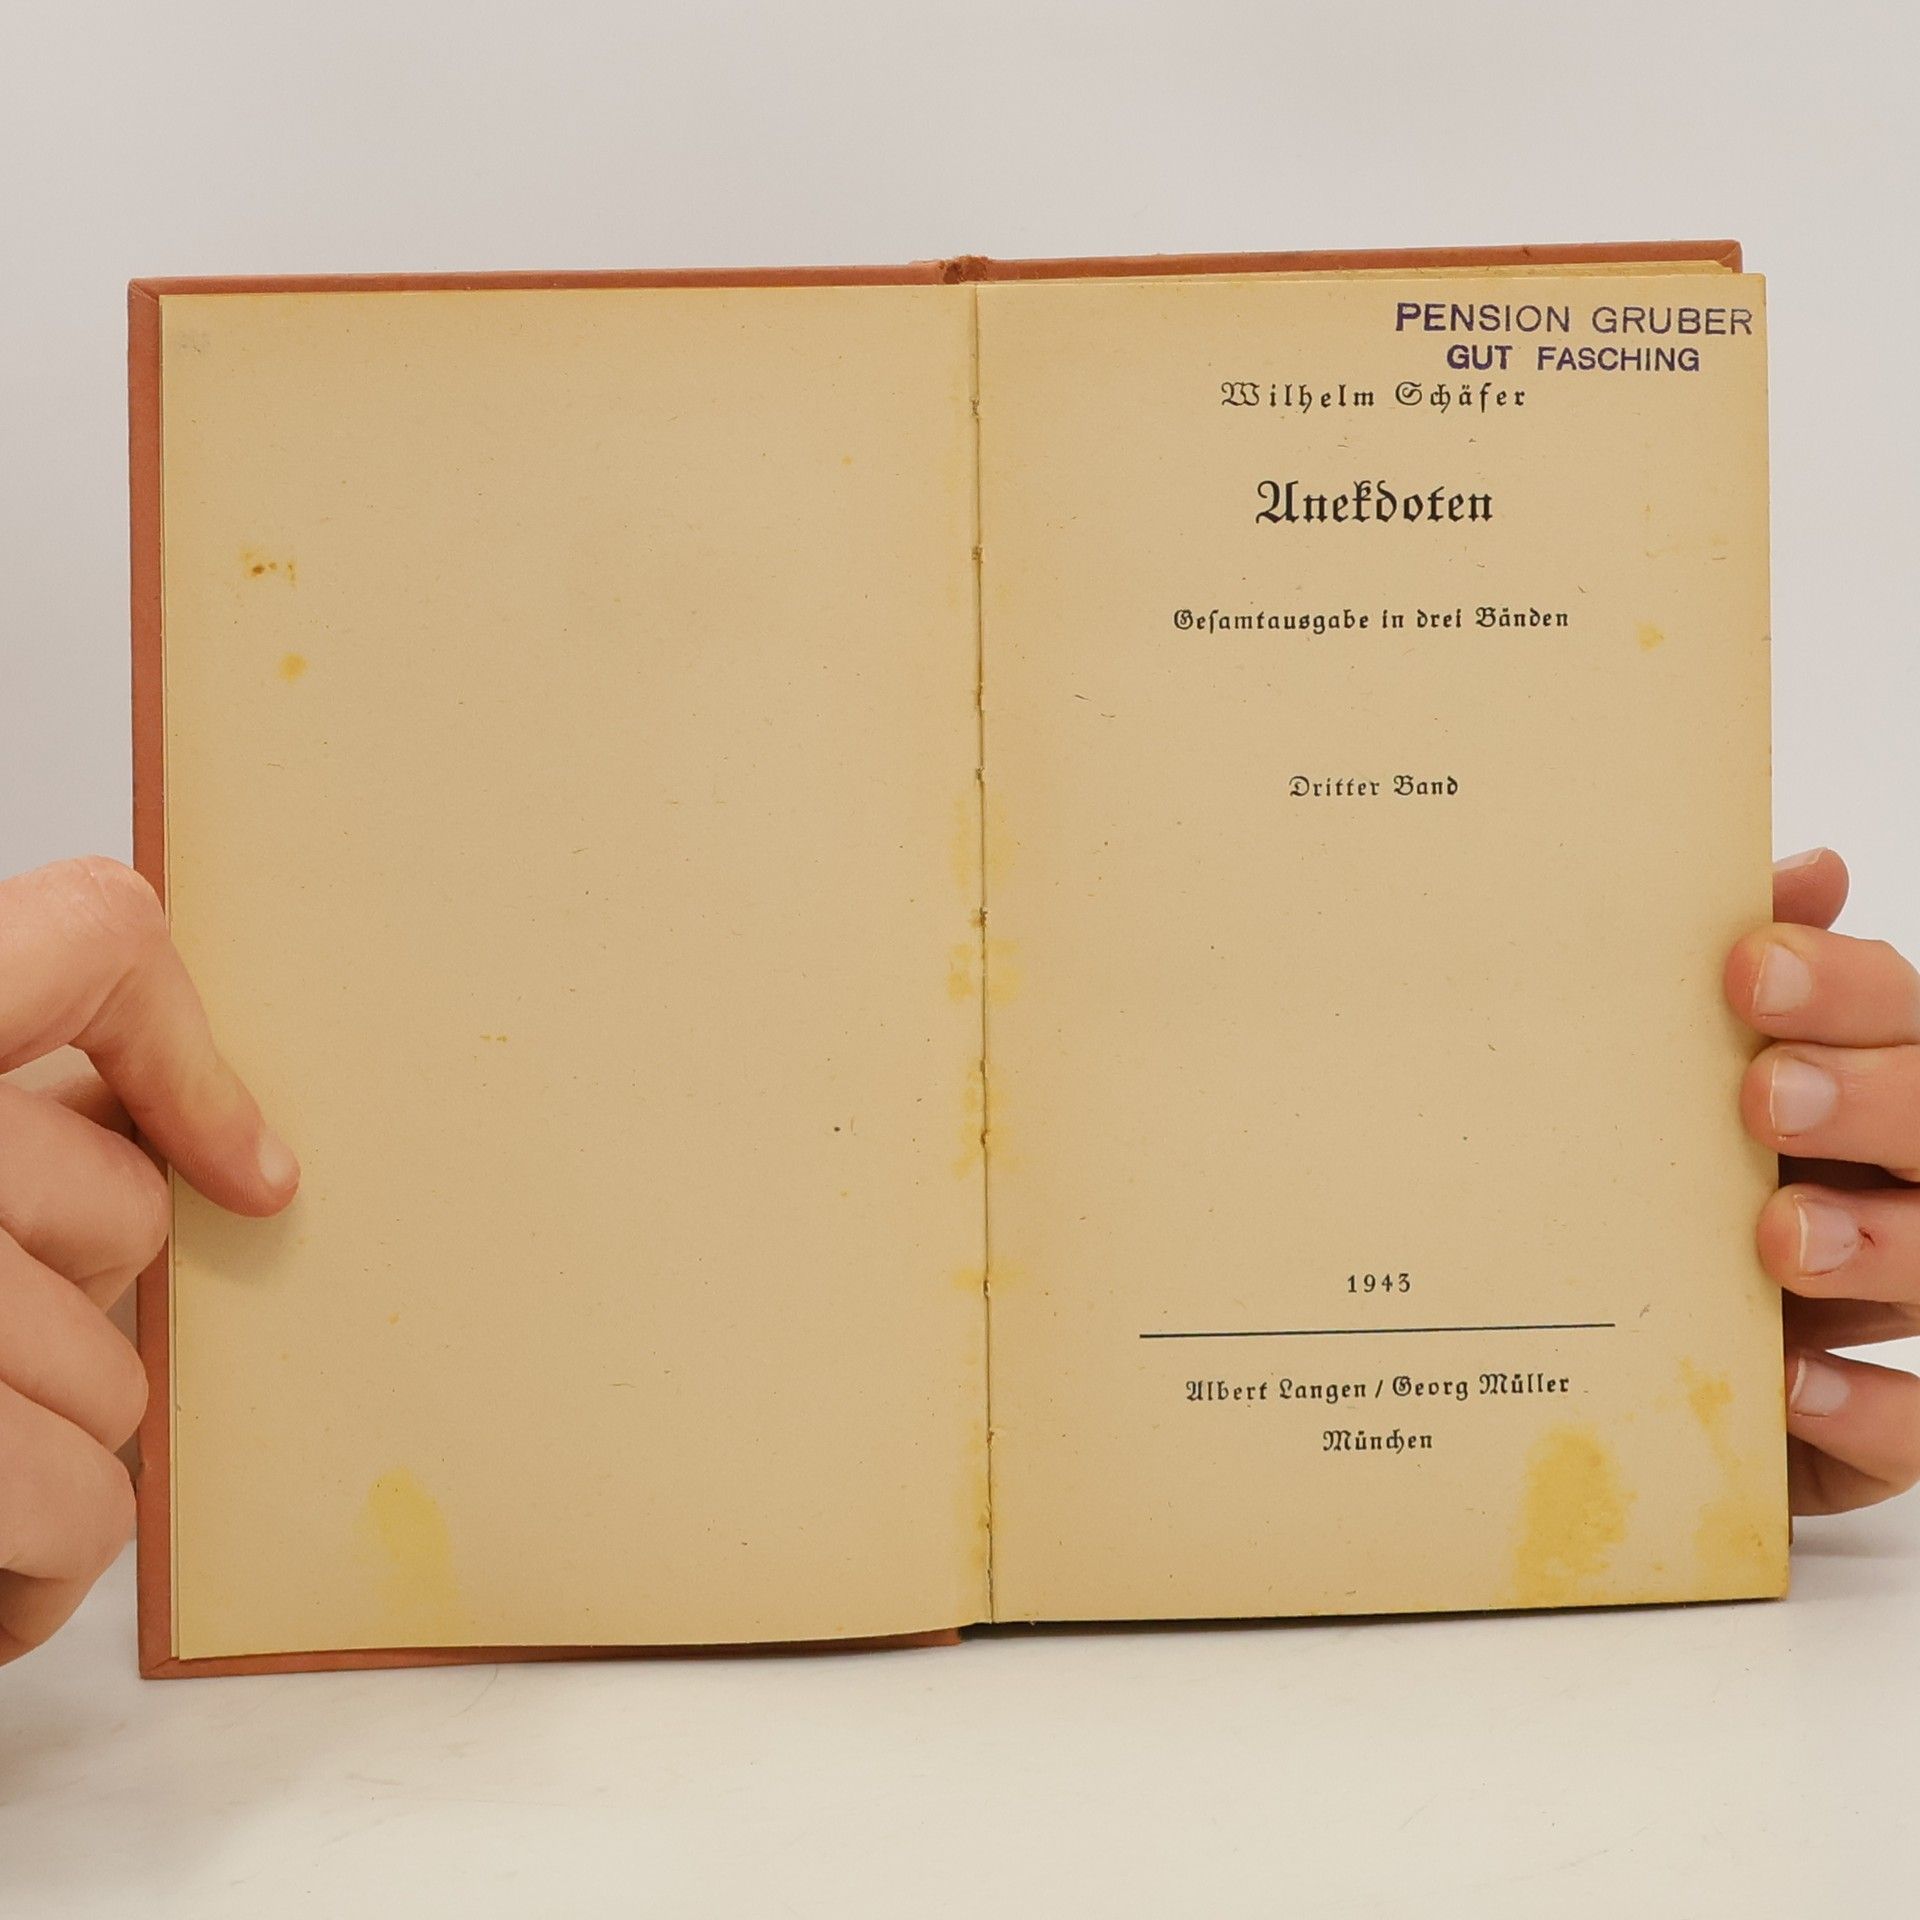 PENSION GRUBER
GUT FASCHING
Wilhelm Schäfer
Anekdoten
Geſamtausgabe in drei Bänden
Dritter Band
1943
Albert Langen / Georg Müller
München